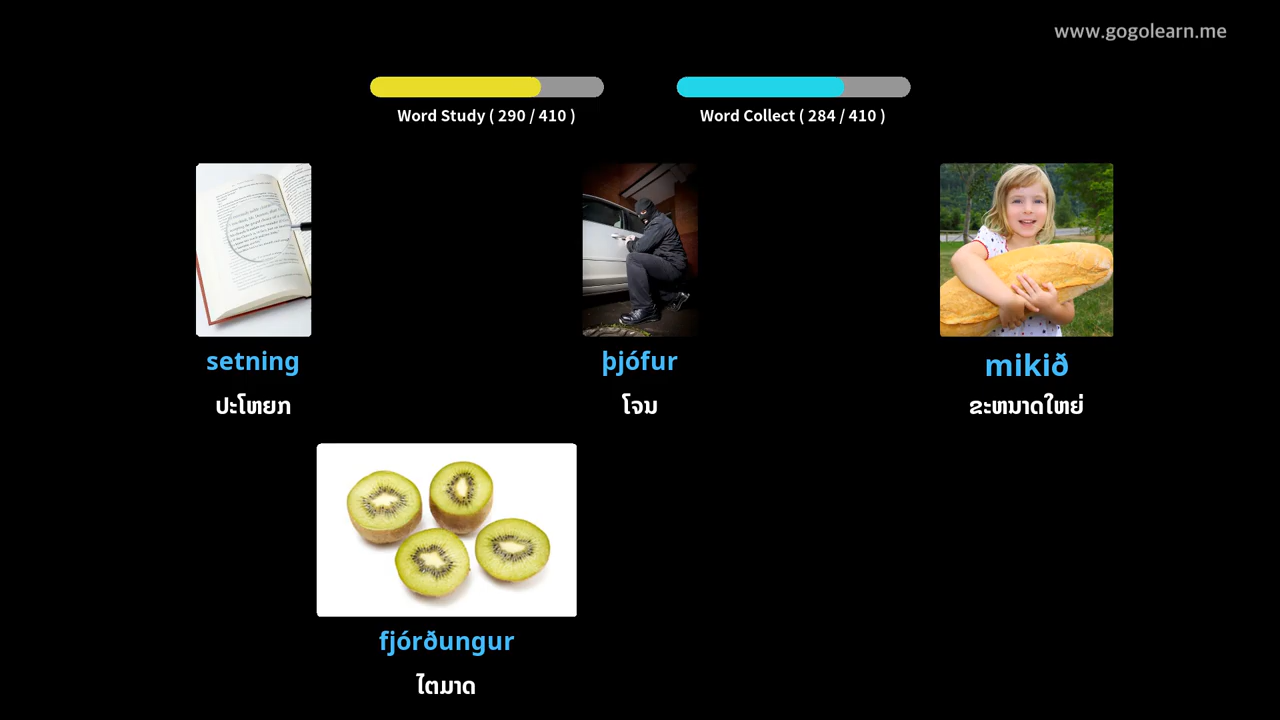 www.gogolearn.me
Word Study ( 290 / 410 )
Word Collect ( 284 / 410 )
setning
ປະໂຫຍກ
þjófur
ໂຈນ
mikið
ຂະຫນາດໃຫຍ່
fjórðungur
ໄຕມາດ